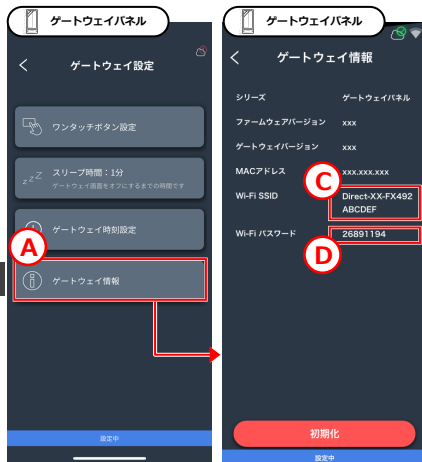 ゲートウェイパネル
ゲートウェイ設定
ワンタッチボタン設定
zzZ
スリープ時間：1分
ゲートウェイ画面をオフにするまでの時間です
ゲートウェイ時刻設定
A
ゲートウェイ情報
設定中
ゲートウェイパネル
ゲートウェイ情報
シリーズ ゲートウェイパネル
ファームウェアバージョン xxx
ゲートウェイバージョン xxx
MACアドレス xxx.xxx.xxx
C
Wi-Fi SSID Direct-XX-FX492
ABCDEF
Wi-Fi パスワード 26891194
D
初期化
設定中